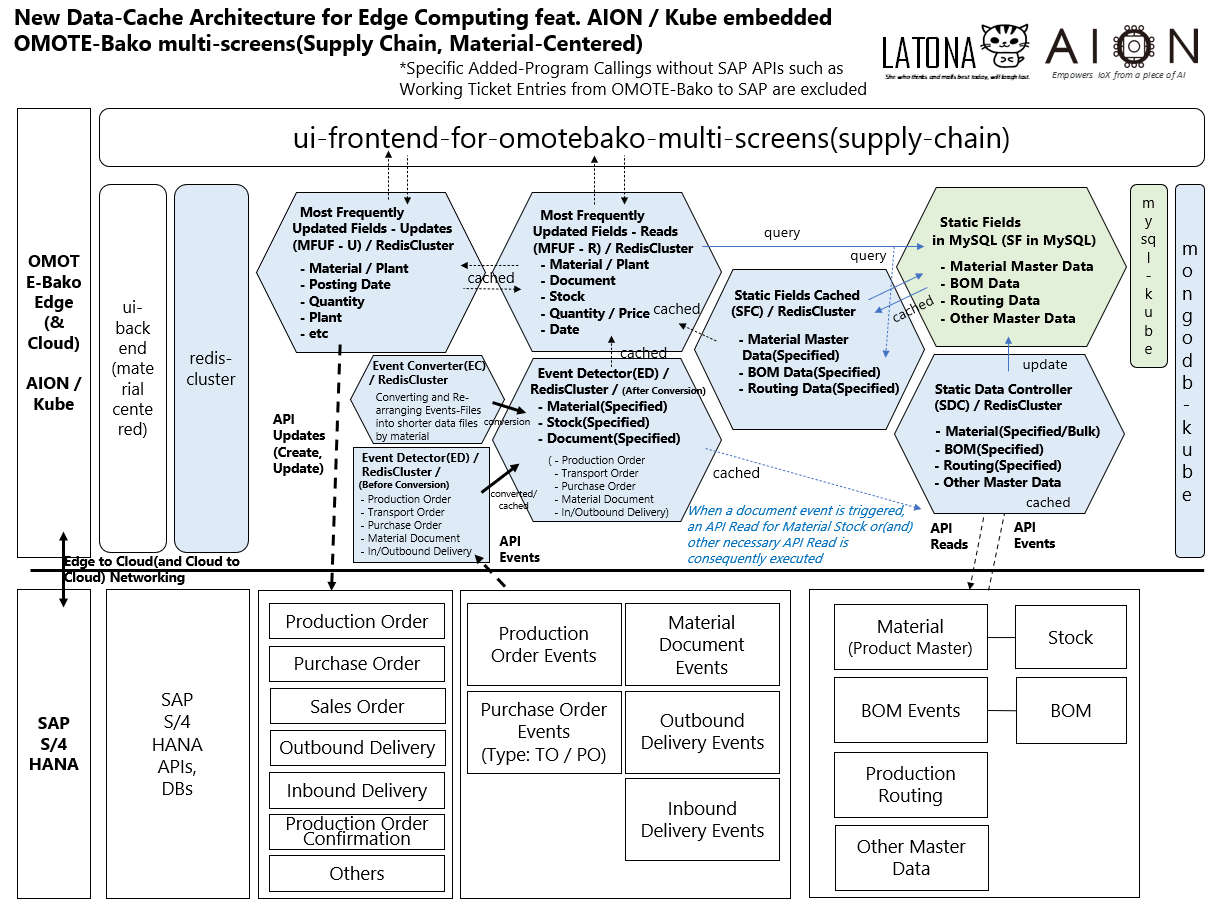 New Data-Cache Architecture for Edge Computing feat. AION / Kube embedded
OMOTE-Bako multi-screens(Supply Chain, Material-Centered)
*Specific Added-Program Callings without SAP APIs such as
Working Ticket Entries from OMOTE-Bako to SAP are excluded
LATONA
She who thinks and molls best today, will laugh last.
AION
Empowers IoX from a piece of AI
ui-frontend-for-omotebako-multi-screens(supply-chain)
OMOT
E-Bako
Edge
(&
Cloud)
AION /
Kube
ui-
back
end
(mate
rial
cente
red)
redis-
cluster
Most Frequently
Updated Fields - Updates
(MFUF - U) / RedisCluster
- Material / Plant
- Posting Date
- Quantity
- Plant
- etc
cached
Most Frequently
Updated Fields - Reads
(MFUF - R) / RedisCluster
- Material / Plant
- Document
- Stock
- Quantity / Price
- Date
cached
query
query
Static Fields Cached
(SFC) / RedisCluster
- Material Master
Data(Specified)
- BOM Data(Specified)
- Routing Data(Specified)
cached
Static Fields
in MySQL (SF in MySQL)
- Material Master Data
- BOM Data
- Routing Data
- Other Master Data
update
m
y
sq
l
-
k
u
b
e
m
o
n
g
o
d
b
-
k
u
b
e
Event Converter(EC)
/ RedisCluster
Converting and Re-
arranging Events-Files
into shorter data files
by material
conversion
cached
Event Detector(ED) /
RedisCluster / (After Conversion)
- Material(Specified)
- Stock(Specified)
- Document(Specified)
( - Production Order
- Transport Order
- Purchase Order
- Material Document
- In/Outbound Delivery)
cached
Static Data Controller
(SDC) / RedisCluster
- Material(Specified/Bulk)
- BOM(Specified)
- Routing(Specified)
- Other Master Data
cached
API
Updates
(Create,
Update)
Event Detector(ED) /
RedisCluster /
(Before Conversion)
- Production Order
- Transport Order
- Purchase Order
- Material Document
- In/Outbound Delivery
converted/
cached
API
Events
When a document event is triggered,
an API Read for Material Stock or(and)
other necessary API Read is
consequently executed
API
Reads
API
Events
Edge to Cloud(and Cloud to
Cloud) Networking
SAP
S/4
HANA
SAP
S/4
HANA
APIs,
DBs
Production Order
Purchase Order
Sales Order
Outbound Delivery
Inbound Delivery
Production Order
Confirmation
Others
Production
Order Events
Material
Document
Events
Purchase Order
Events
(Type: TO / PO)
Outbound
Delivery Events
Inbound
Delivery Events
Material
(Product Master)
Stock
BOM Events
BOM
Production
Routing
Other Master
Data